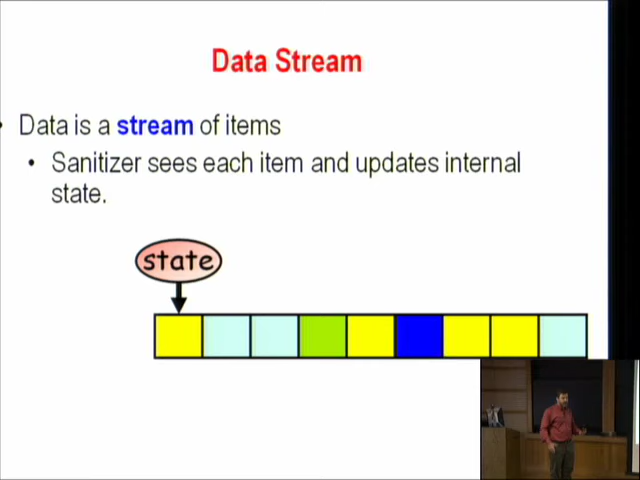 Data Stream
• Data is a stream of items
• Sanitizer sees each item and updates internal
state.
state